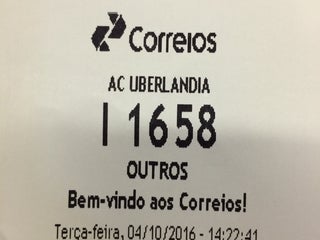 Correios
AC UBERLANDIA
I 1658
OUTROS
Bem-vindo aos Correios!
Terça-feira, 04/10/2016 - 14:22:41